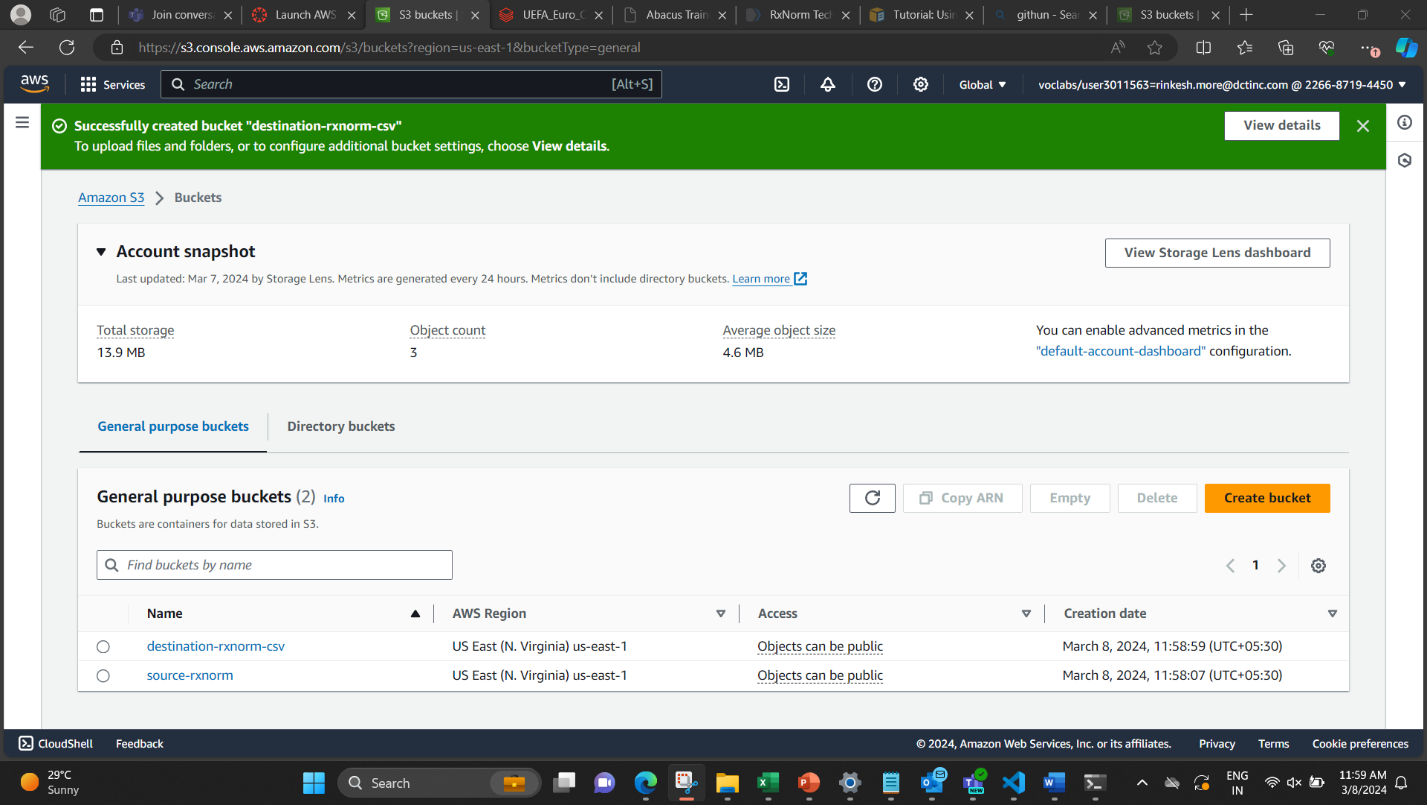 Join convers
Launch AWS
S3 buckets |
UEFA_Euro_
Abacus Train
RxNorm Tech
Tutorial: Usin
githun - Sear
S3 buckets |
https://s3.console.aws.amazon.com/s3/buckets?region=us-east-1&bucketType=general
1
aws
Services
Search
[Alt+S]
Global
voclabs/user3011563=rinkesh.more@dctinc.com @ 2266-8719-4450
Successfully created bucket "destination-rxnorm-csv"
To upload files and folders, or to configure additional bucket settings, choose View details.
View details
Amazon S3 > Buckets
Account snapshot
View Storage Lens dashboard
Last updated: Mar 7, 2024 by Storage Lens. Metrics are generated every 24 hours. Metrics don't include directory buckets. Learn more
Total storage
13.9 MB
Object count
3
Average object size
4.6 MB
You can enable advanced metrics in the
"default-account-dashboard" configuration.
General purpose buckets
Directory buckets
General purpose buckets (2) Info
Buckets are containers for data stored in S3.
Copy ARN
Empty
Delete
Create bucket
Find buckets by name
1
Name AWS Region Access Creation date
destination-rxnorm-csv US East (N. Virginia) us-east-1 Objects can be public March 8, 2024, 11:58:59 (UTC+05:30)
source-rxnorm US East (N. Virginia) us-east-1 Objects can be public March 8, 2024, 11:58:07 (UTC+05:30)
CloudShell
Feedback
© 2024, Amazon Web Services, Inc. or its affiliates.
Privacy
Terms
Cookie preferences
29°C
Sunny
Search
NEW
ENG
IN
11:59 AM
3/8/2024